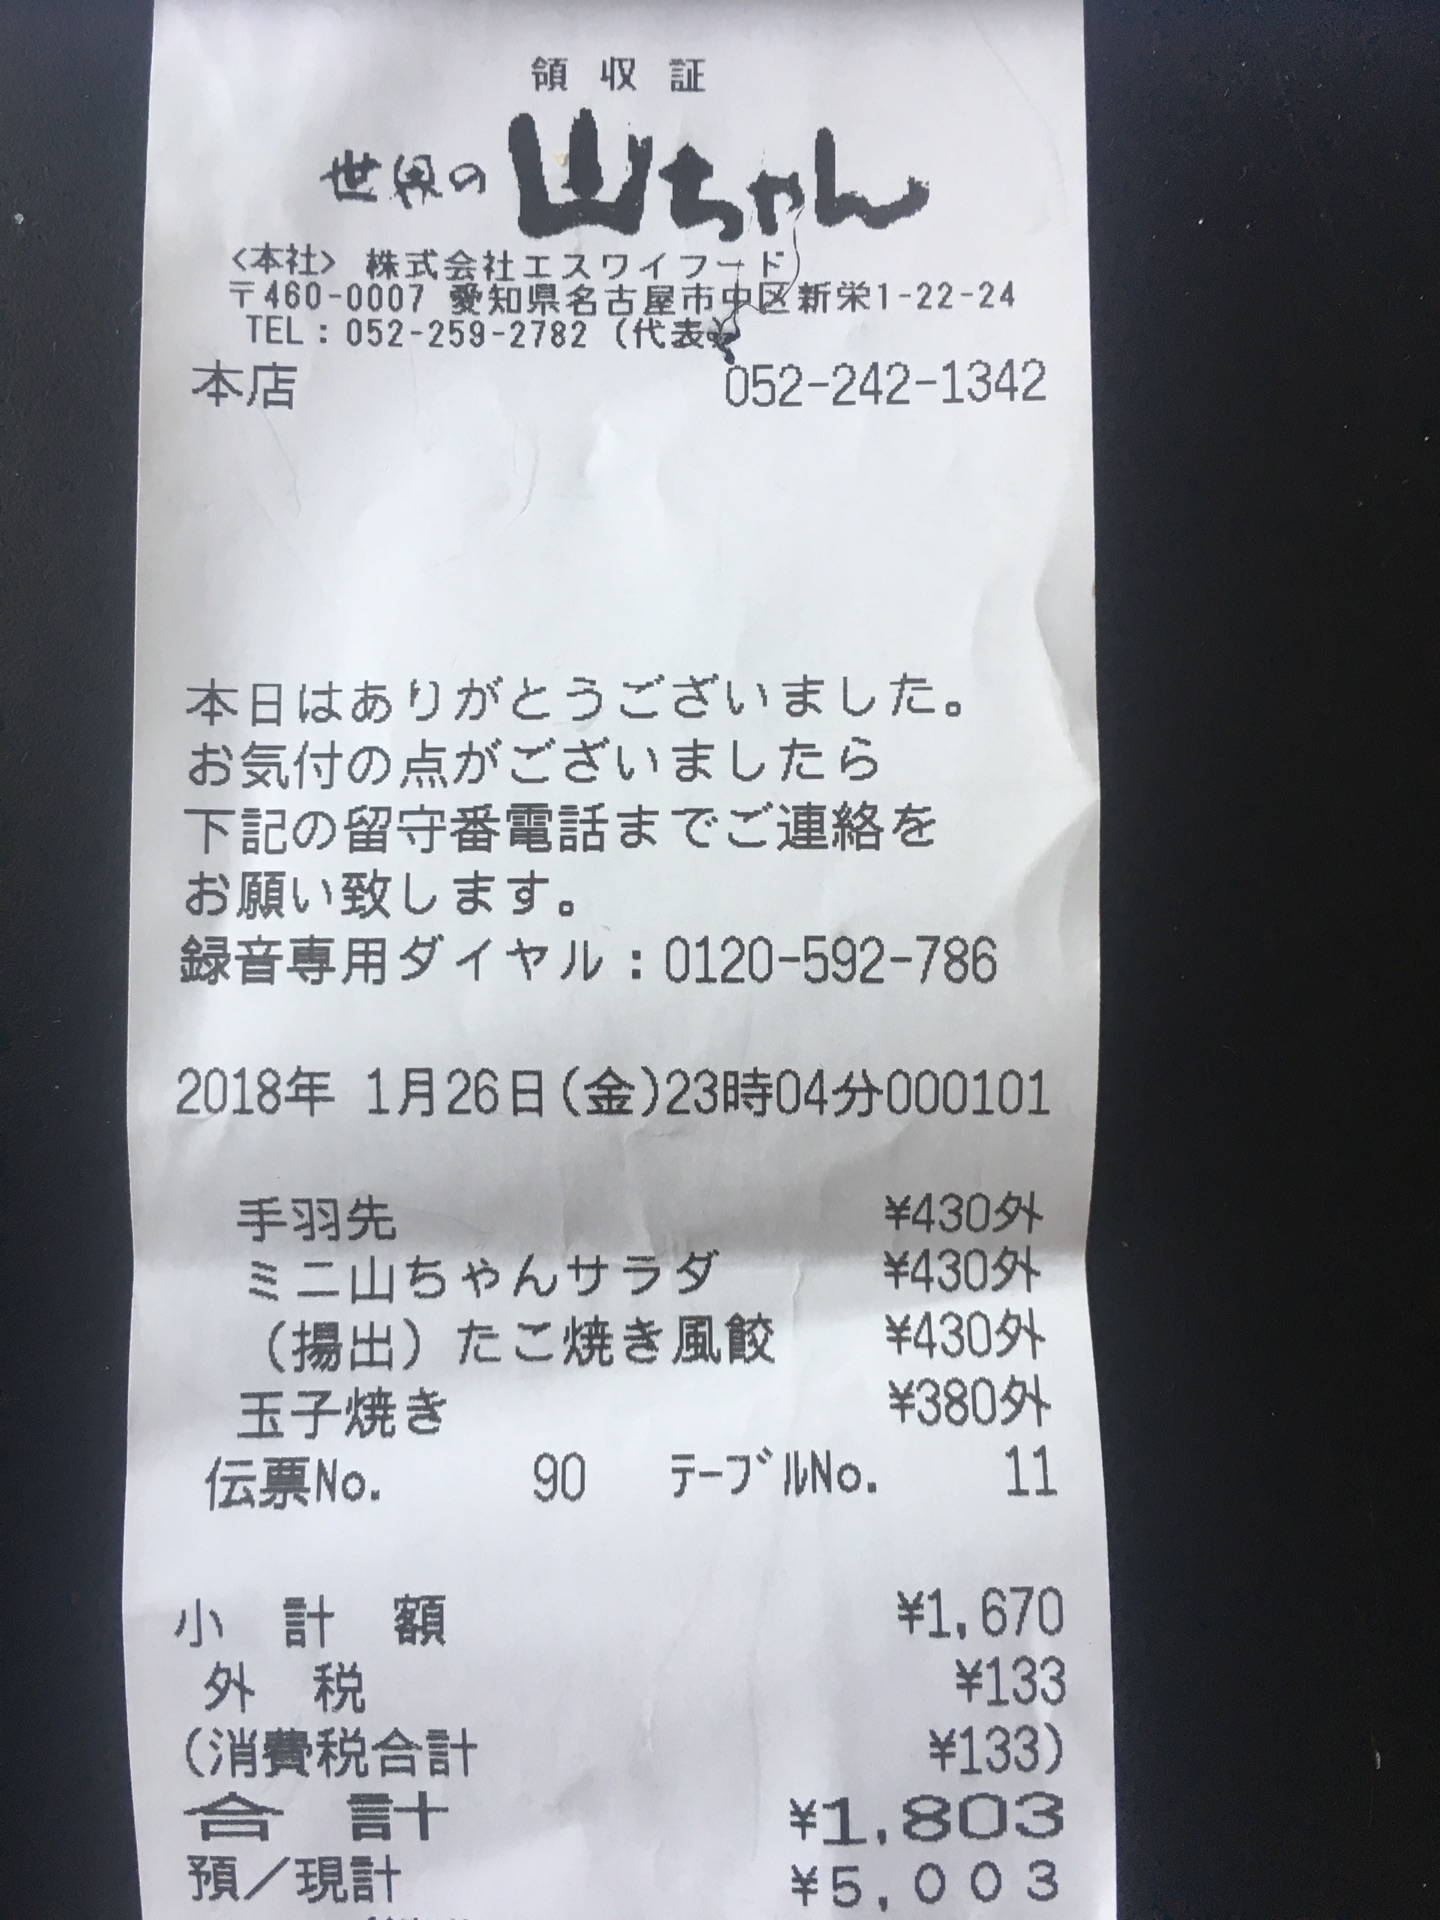 領収証
世界の山ちゃん
<本社> 株式会社エスワイフード
〒460-0007 愛知県名古屋市中区新栄1-22-24
TEL：052-259-2782 (代表
本店 052-242-1342
本日はありがとうございました。
お気付の点がございましたら
下記の留守番電話までご連絡を
お願い致します。
録音専用ダイヤル：0120-592-786
2018年 1月26日(金)23時04分000101
手羽先 ¥430外
ミニ山ちゃんサラダ ¥430外
（揚出）たこ焼き風餃 ¥430外
玉子焼き ¥380外
伝票No. 90 ﾃｰﾌﾞﾙNo. 11
小計額 ¥1,670
外税 ¥133
(消費税合計 ¥133)
合計 ¥1,803
預／現計 ¥5,003